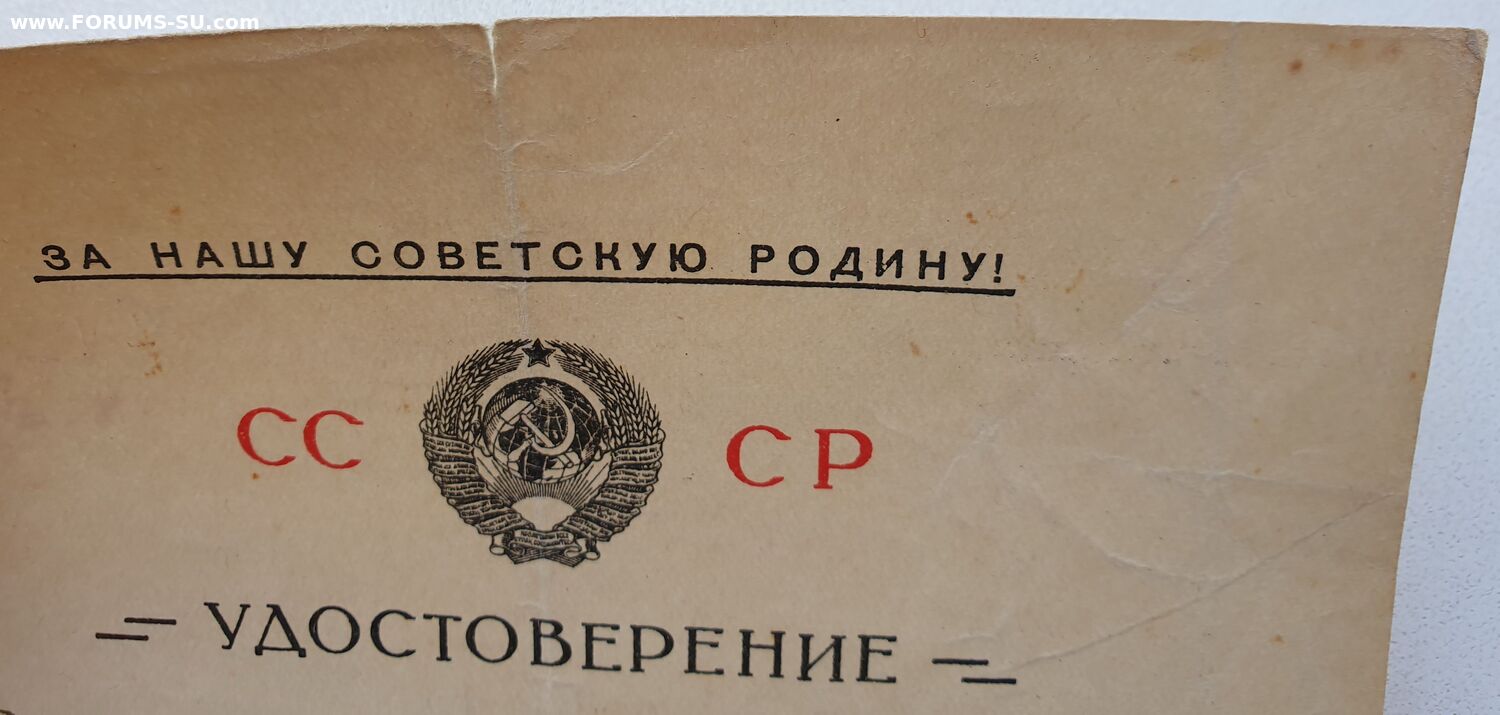 www.FORUMS-SU.com
ЗА НАШУ СОВЕТСКУЮ РОДИНУ!
СС СР
УДОСТОВЕРЕНИЕ